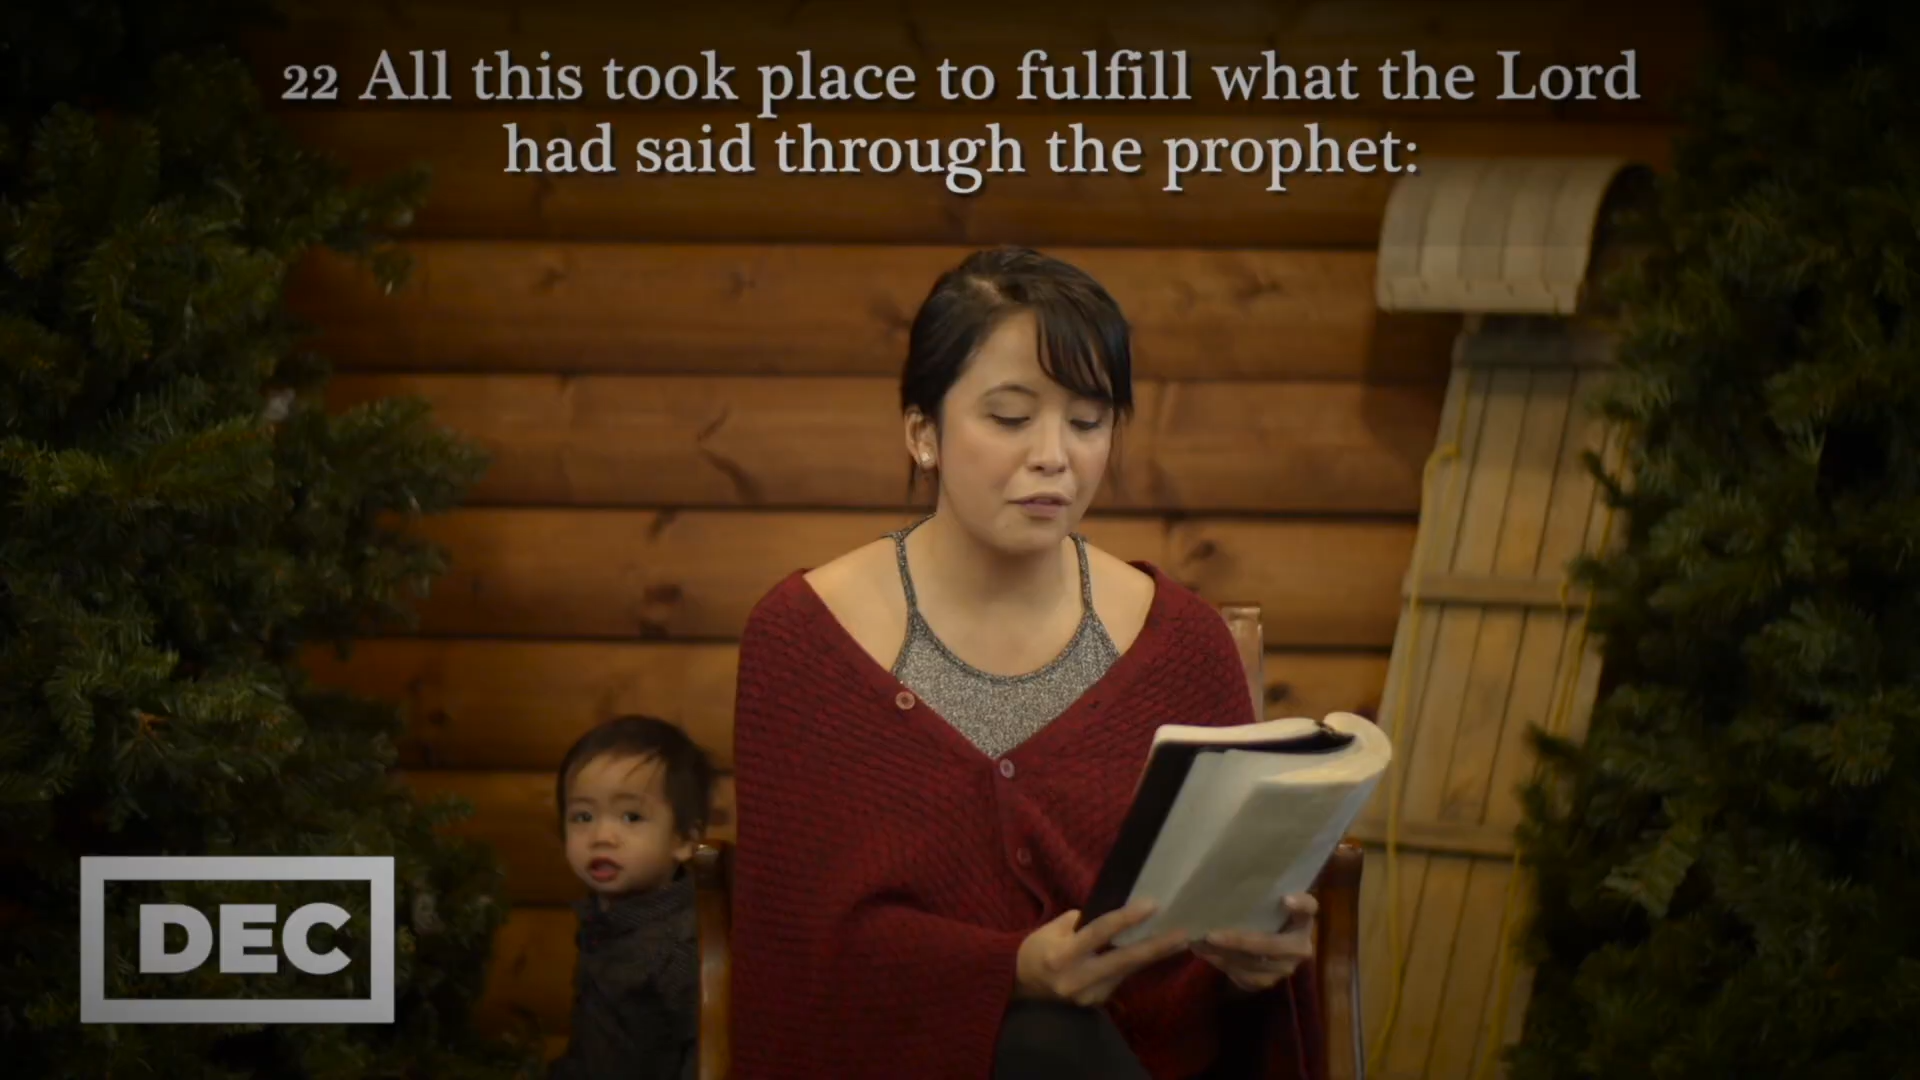 22 All this took place to fulfill what the Lord
had said through the prophet:
DEC